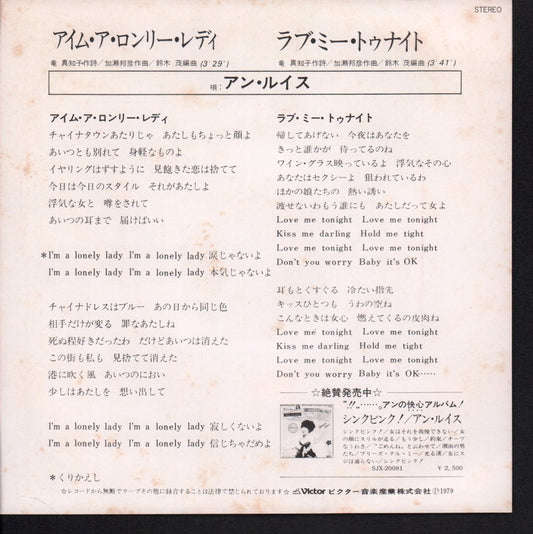 STEREO
アイム・ア・ロンリー・レディ
竜 真知子作詩/加瀬邦彦作曲/鈴木 茂編曲(3′29″)
ラブ・ミー・トゥナイト
竜 真知子作詩/加瀬邦彦作曲/鈴木 茂編曲(3′41″)
唄:アン・ルイス
アイム・ア・ロンリー・レディ
チャイナタウンあたりじゃ あたしもちょっと顔よ
あいつとも別れて 身軽なものよ
イヤリングはずすように 見飽きた恋は捨てて
今日は今日のスタイル それがあたしよ
浮気な女と 噂をされて
あいつの耳まで 届けばいい
*I'm a lonely lady I'm a lonely lady 涙じゃないよ
I'm a lonely lady I'm a lonely lady 本気じゃないよ
チャイナドレスはブルー あの日から同じ色
相手だけが変る 罪なあたしね
死ぬ程好きだったわ だけどあいつは消えた
この街も私も 見捨てて消えた
港に吹く風 あいつのにおい
少しはあたしを 想い出して
I'm a lonely lady I'm a lonely lady 寂しくないよ
I'm a lonely lady I'm a lonely lady 信じちゃだめよ
*くりかえし
ラブ・ミー・トゥナイト
帰してあげない 今夜はあなたを
きっと誰かが 待ってるのね
ワイン・グラス映っているよ 浮気なその心
あなたはセクシーよ 狙われているわ
ほかの娘たちの 熱い誘い
渡せないわもう誰にも あたしだって女よ
Love me tonight Love me tonight
Kiss me darling Hold me tight
Love me tonight Love me tonight
Don't you worry Baby it's OK
耳もとくすぐる 冷たい指先
キッスひとつも うわの空ね
こんなときは女心 燃えてくるの皮肉ね
Love me tonight Love me tonight
Kiss me darling Hold me tight
Love me tonight Love me tonight
Don't you worry Baby it's OK……
☆絶賛発売中☆
“!!……。アンの快心アルバム!
シンクピンク!/アン・ルイス
SJX-20081 ¥2,500
☆レコードから無断でテープその他に録音することは法律で禁じられております☆
Victor ビクター音楽産業株式会社 Ⓟ1979